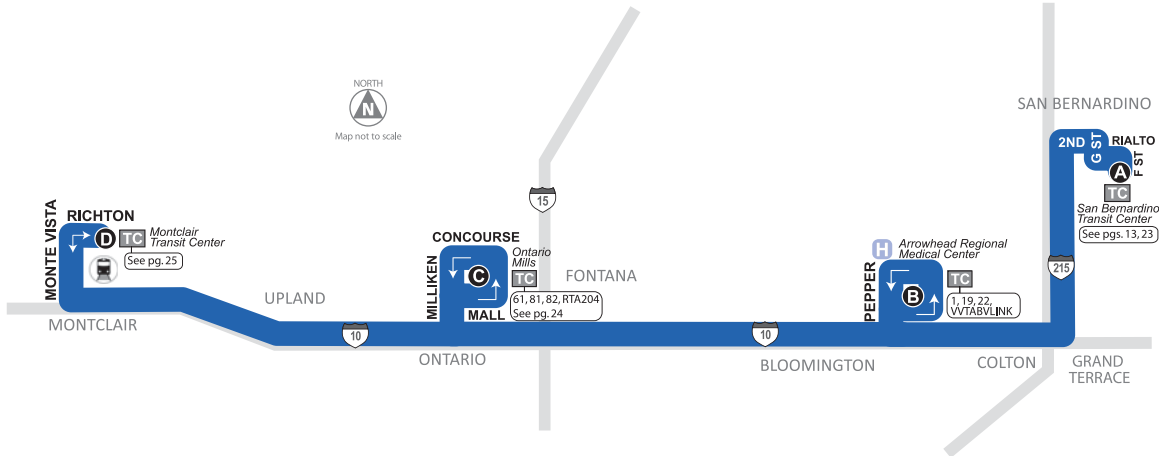 NORTH
N
Map not to scale
SAN BERNARDINO
2ND
G ST
RIALTO
F ST
A
TC
San Bernardino
Transit Center
See pgs. 13, 23
215
15
MONTE VISTA
RICHTON
D
TC
Montclair
Transit Center
See pg. 25
MONTCLAIR
UPLAND
10
CONCOURSE
MILLIKEN
C
MALL
Ontario
Mills
TC
61, 81, 82, RTA204
See pg. 24
FONTANA
ONTARIO
H
Arrowhead Regional
Medical Center
PEPPER
B
TC
1, 19, 22,
VVTABVLINK
10
BLOOMINGTON
COLTON
GRAND
TERRACE